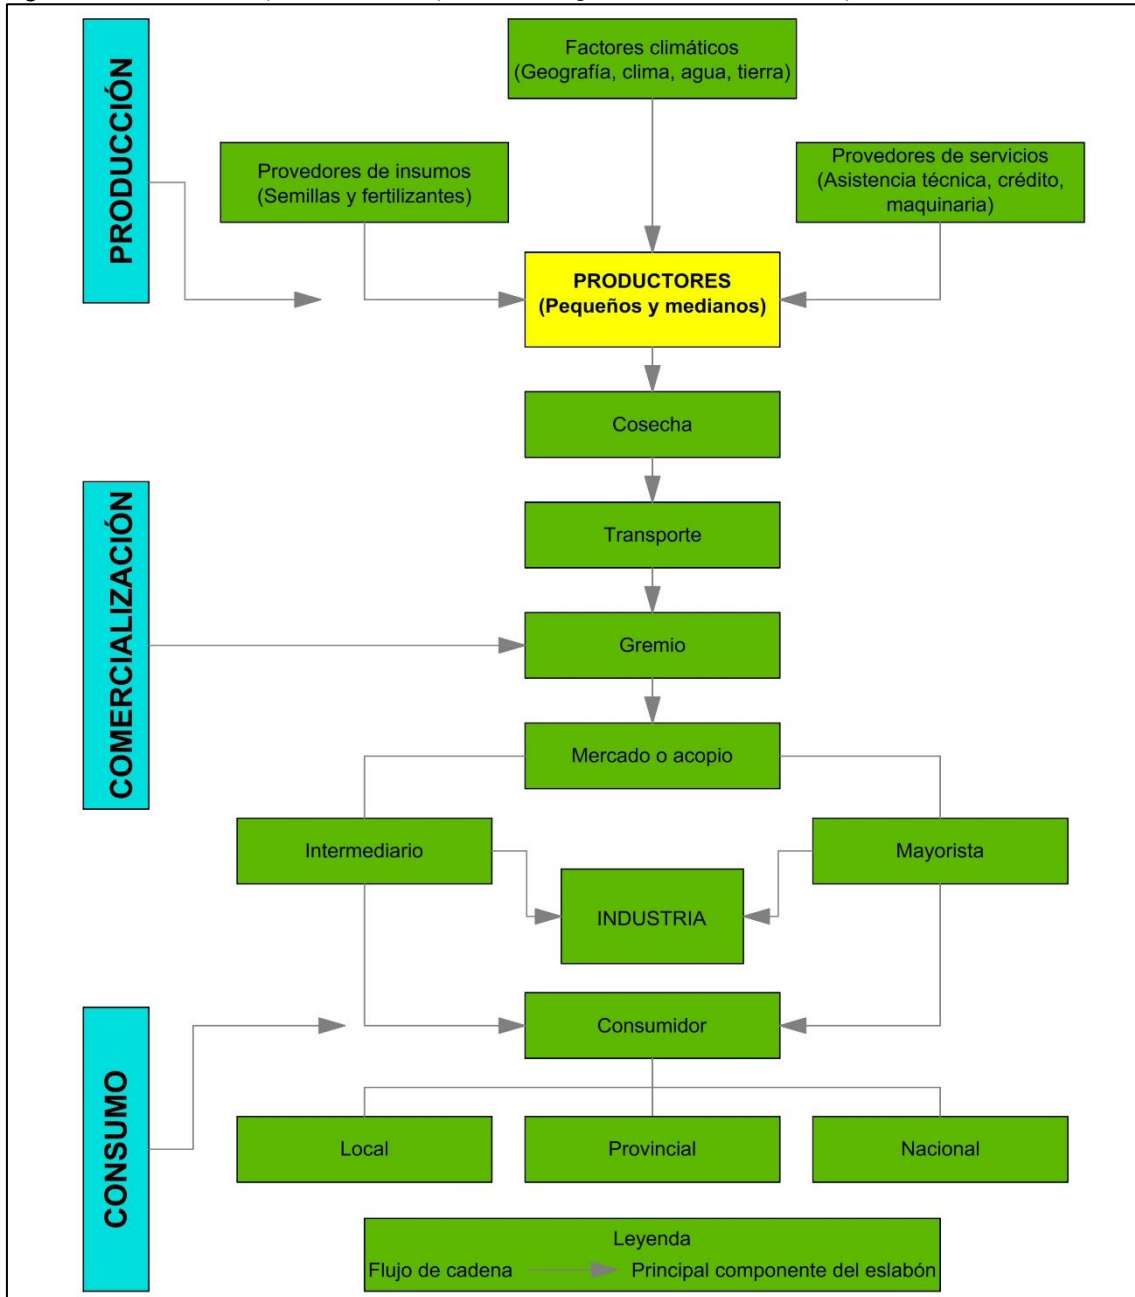 PRODUCCIÓN
Factores climáticos
(Geografía, clima, agua, tierra)
Provedores de insumos
(Semillas y fertilizantes)
Provedores de servicios
(Asistencia técnica, crédito,
maquinaria)
PRODUCTORES
(Pequeños y medianos)
Cosecha
COMERCIALIZACIÓN
Transporte
Gremio
Mercado o acopio
Intermediario
Mayorista
INDUSTRIA
CONSUMO
Consumidor
Local
Provincial
Nacional
Leyenda
Flujo de cadena
Principal componente del eslabón